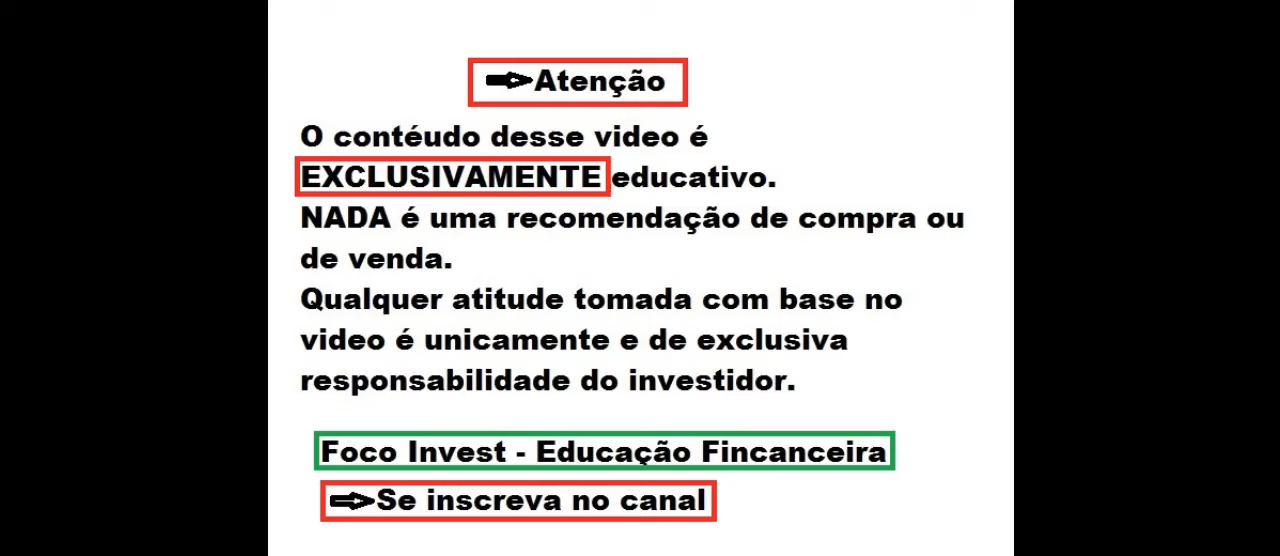 Atenção
O contéudo desse video é
EXCLUSIVAMENTE educativo.
NADA é uma recomendação de compra ou
de venda.
Qualquer atitude tomada com base no
video é unicamente e de exclusiva
responsabilidade do investidor.
Foco Invest - Educação Fincanceira
Se inscreva no canal